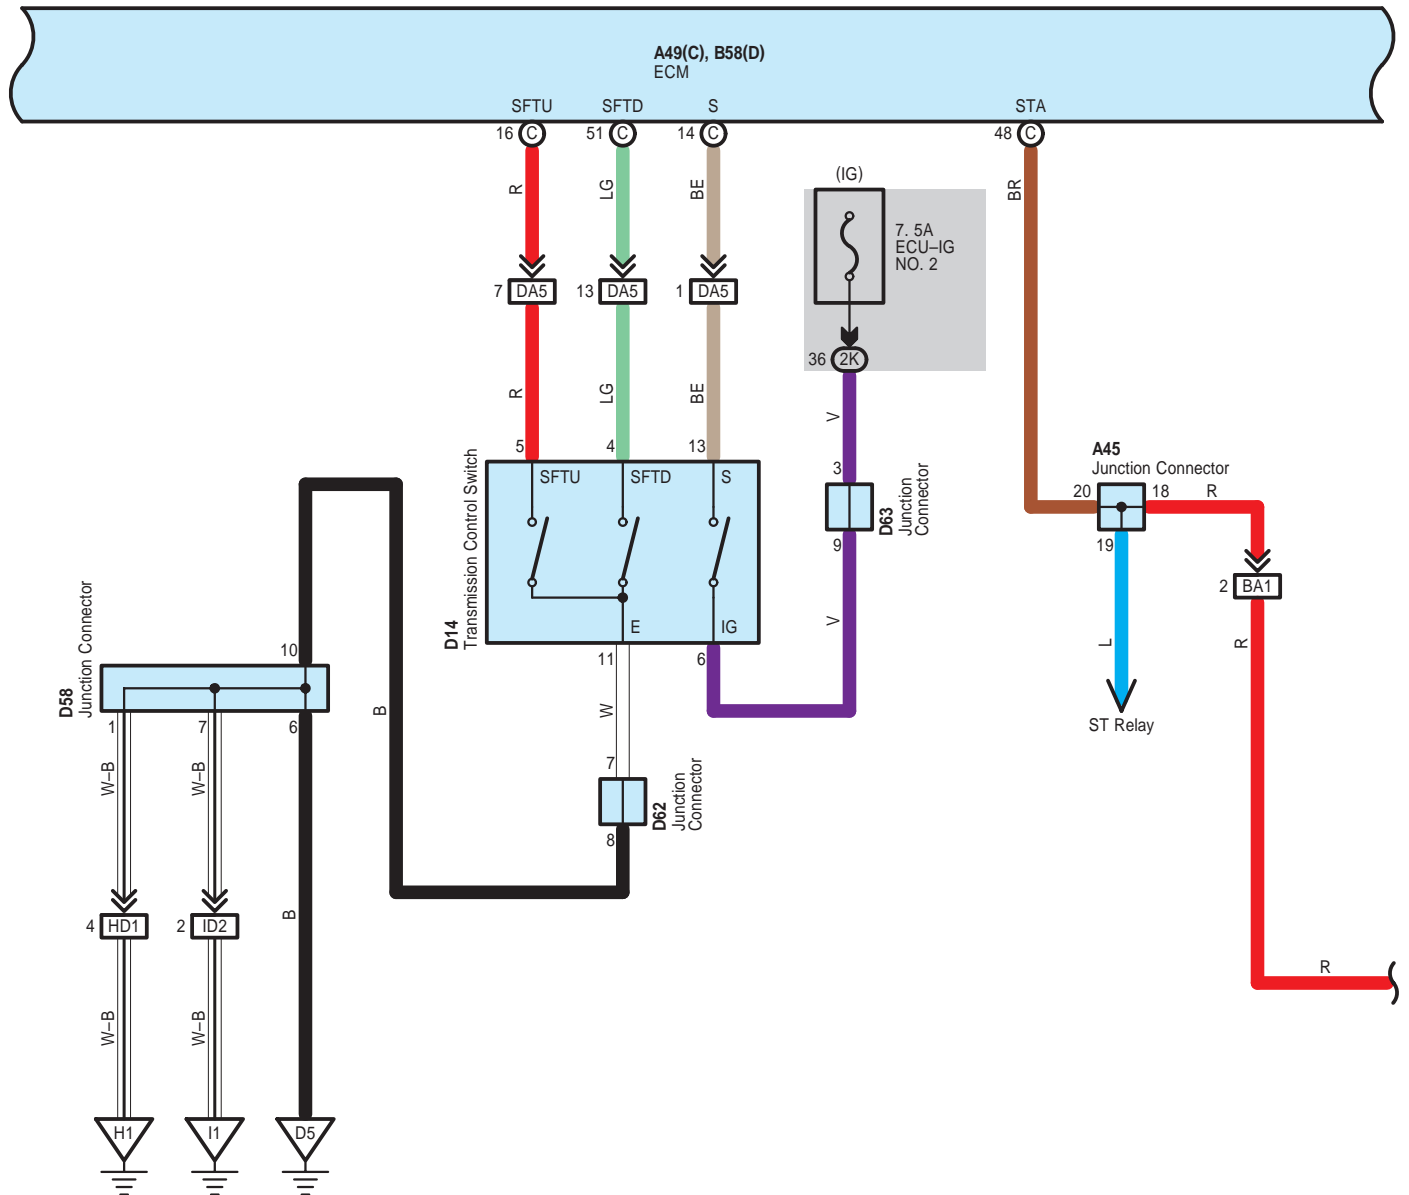 A49(C), B58(D)
ECM
SFTU SFTD S STA
16 C 51 C 14 C 48 C
(IG)
R LG BE BR
7. 5A
ECU–IG
NO. 2
7 DA5 13 DA5 1 DA5
36 2K
R LG BE V
A45
Junction Connector
5 4 13 3
20 18 R
D14
Transmission Control Switch
SFTU SFTD S
D63
Junction
Connector
9 19
2 BA1
E IG
V L R
D58
Junction Connector
10
11 6
1 7 6
B W
ST Relay
W–B W–B
7
D62
Junction
Connector
8
4 HD1 2 ID2 B
R
W–B W–B
H1 I1 D5